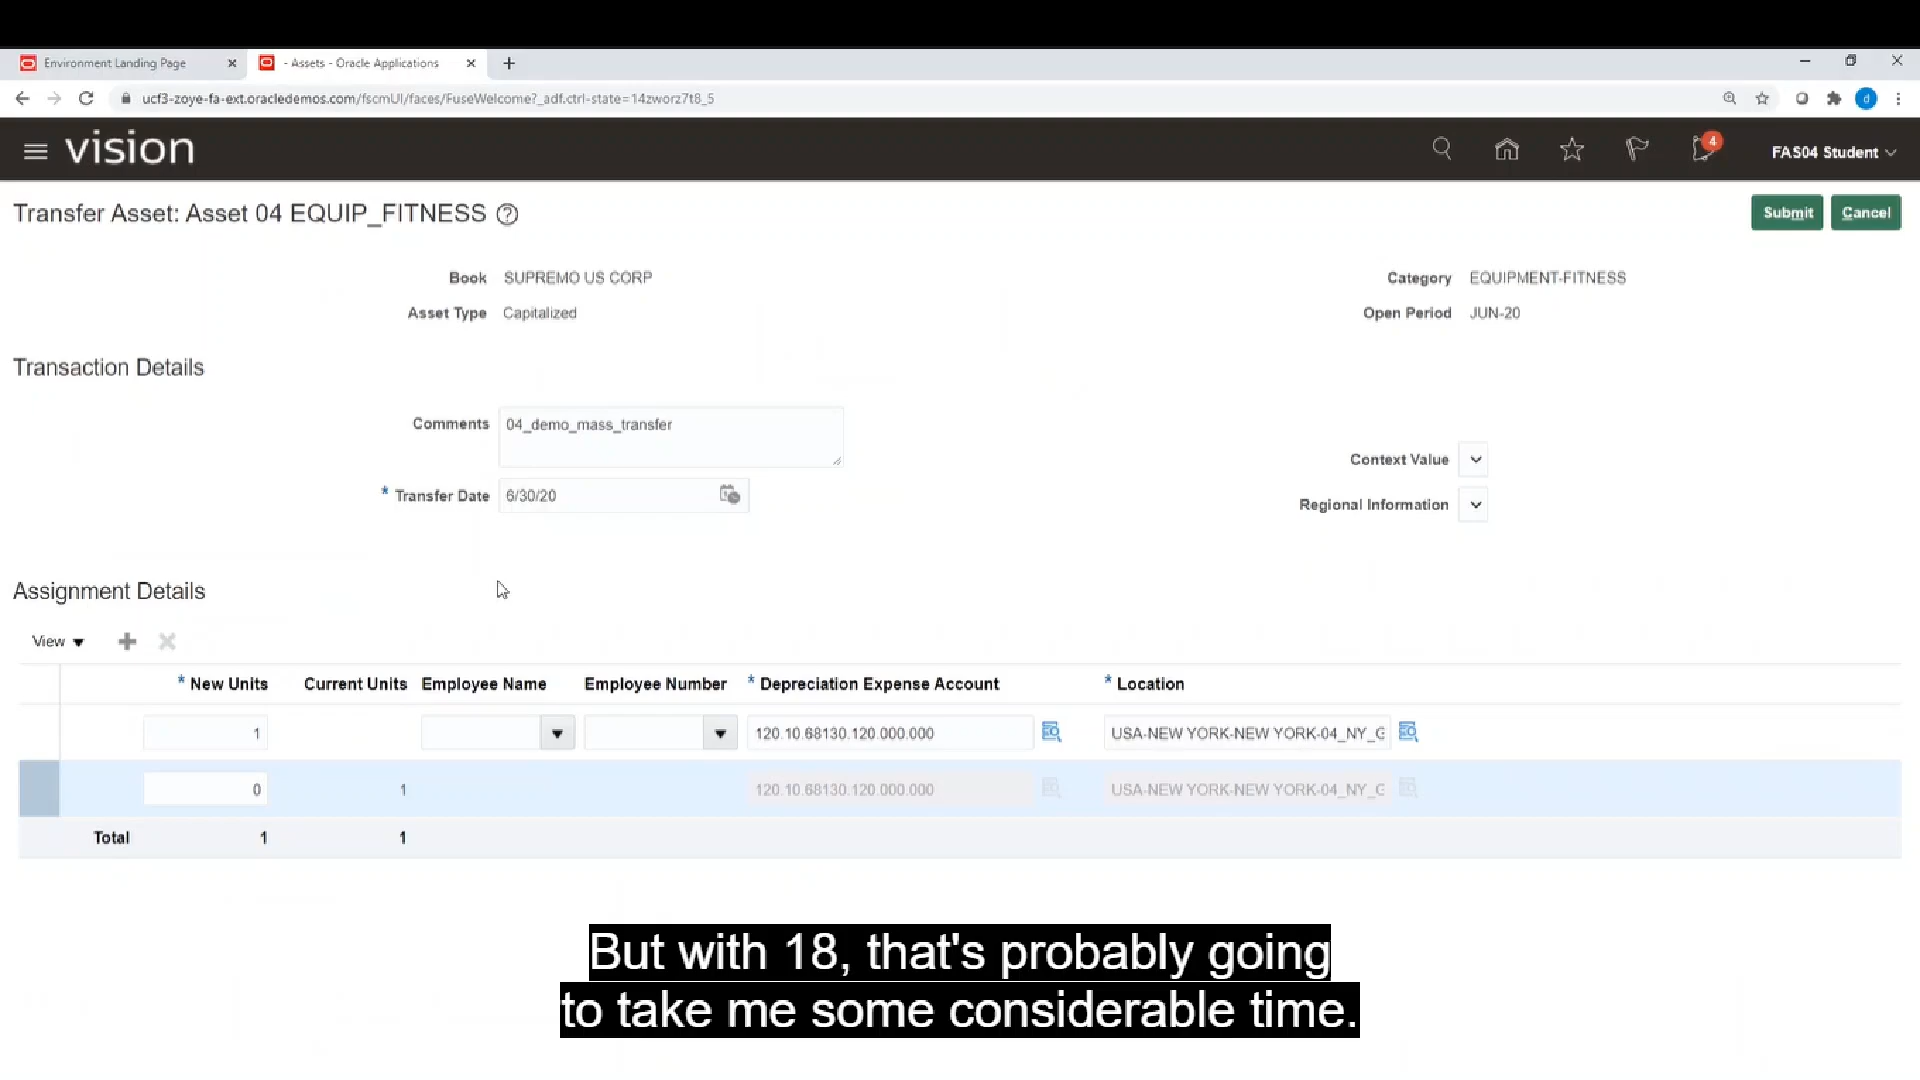 Environment Landing Page
- Assets - Oracle Applications
ucf3-zoye-fa-ext.oracledemos.com/fscmUI/faces/FuseWelcome?_adf.ctrl-state=14zworz7t8_5
d
vision
4
FAS04 Student
Transfer Asset: Asset 04 EQUIP_FITNESS
Submit Cancel
Book SUPREMO US CORP
Category EQUIPMENT-FITNESS
Asset Type Capitalized
Open Period JUN-20
Transaction Details
Comments 04_demo_mass_transfer
Context Value
* Transfer Date 6/30/20
Regional Information
Assignment Details
View
* New Units Current Units Employee Name Employee Number * Depreciation Expense Account * Location
1 120.10.68130.120.000.000 USA-NEW YORK-NEW YORK-04_NY_G
0 1 120.10.68130.120.000.000 USA-NEW YORK-NEW YORK-04_NY_G
Total 1 1
But with 18, that's probably going
to take me some considerable time.